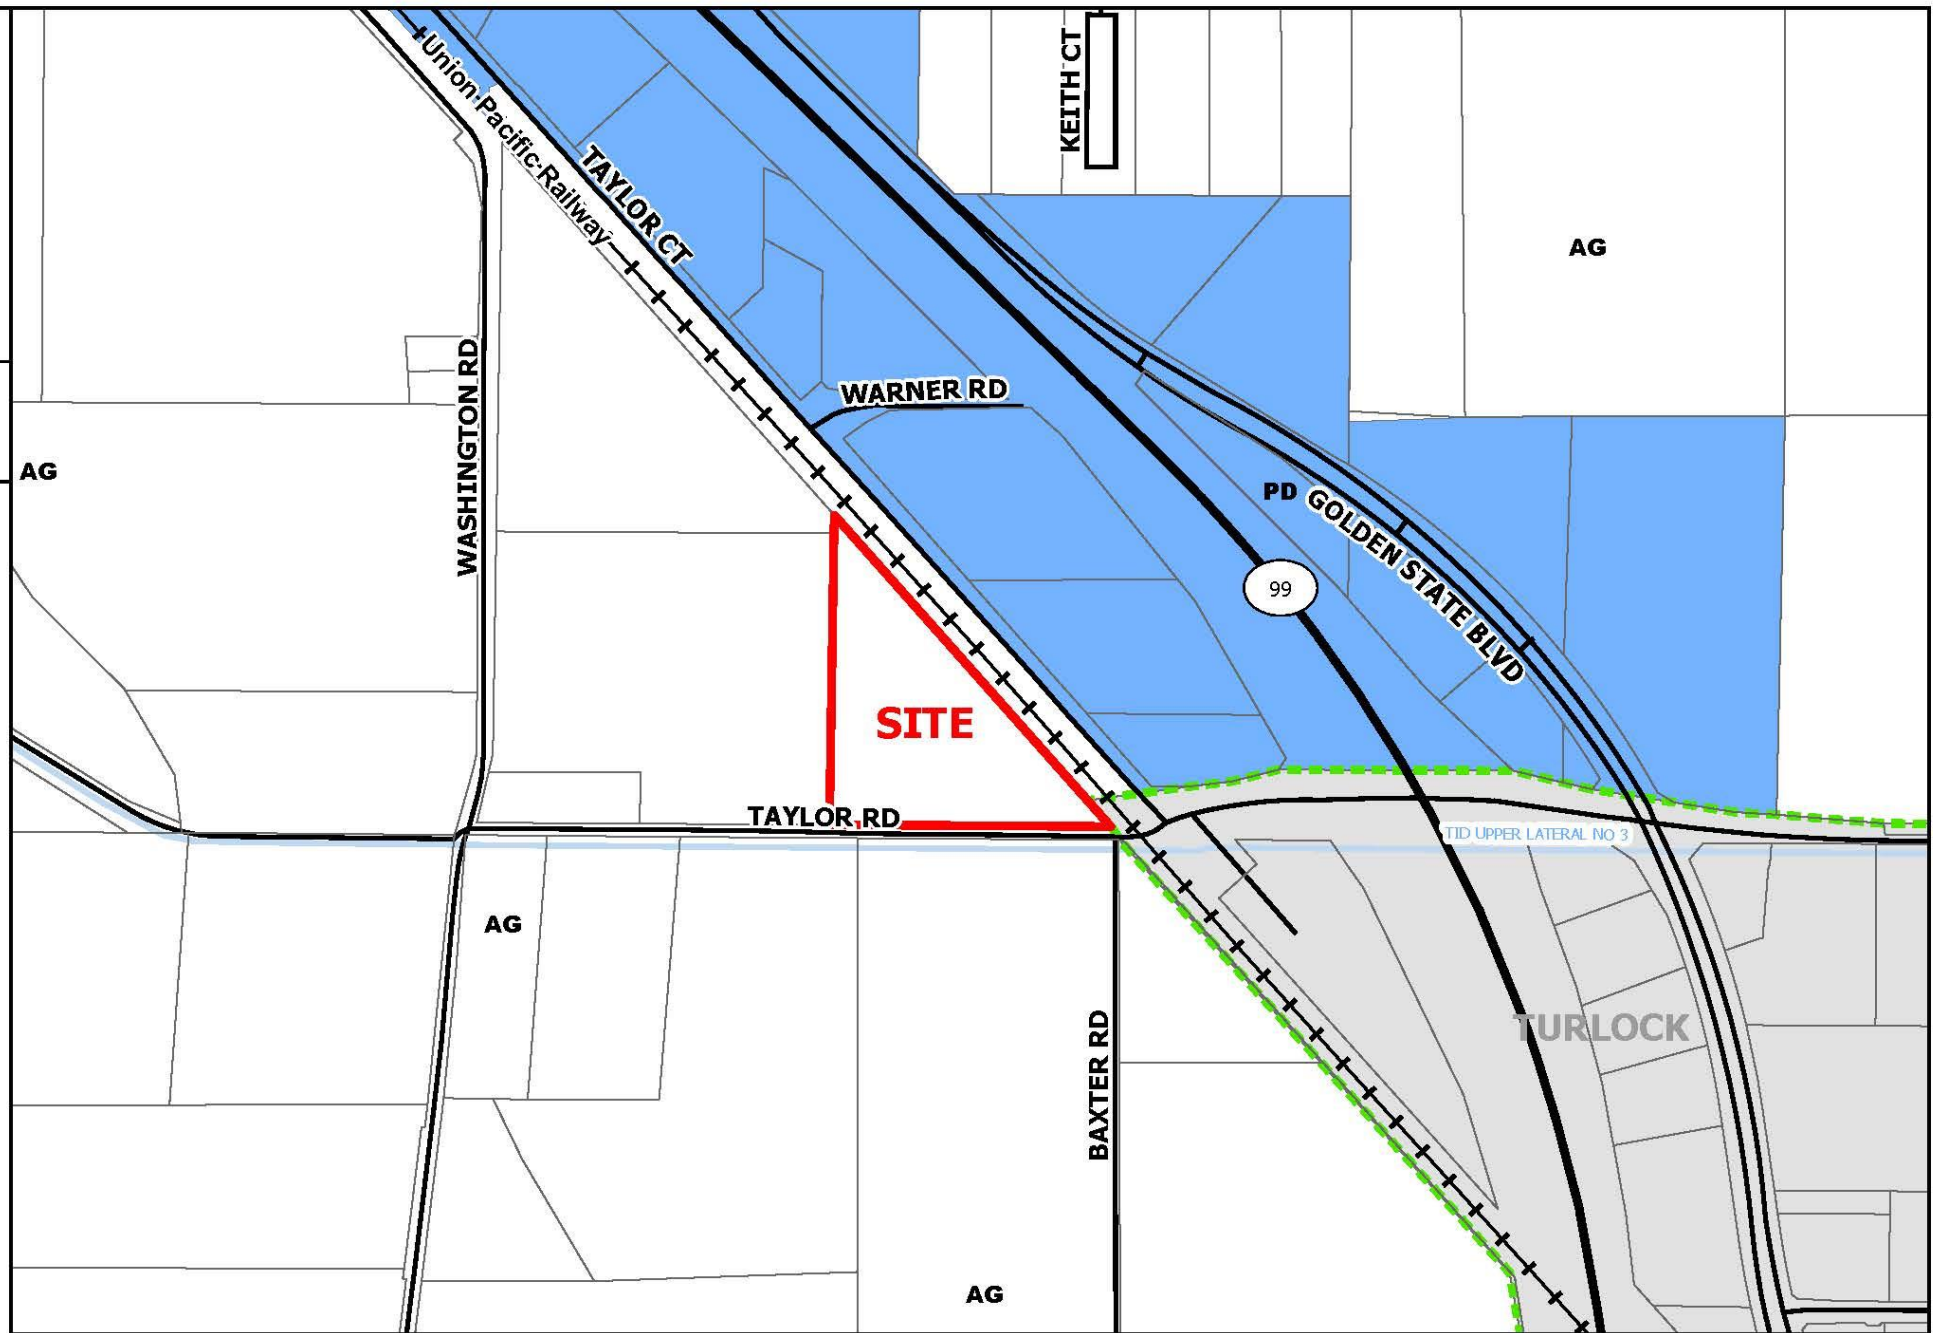 KEITH CT
Union Pacific Railway
TAYLOR CT
AG
WASHINGTON RD
WARNER RD
AG
PD
GOLDEN STATE BLVD
99
SITE
TAYLOR RD
TID UPPER LATERAL NO 3
AG
TURLOCK
BAXTER RD
AG